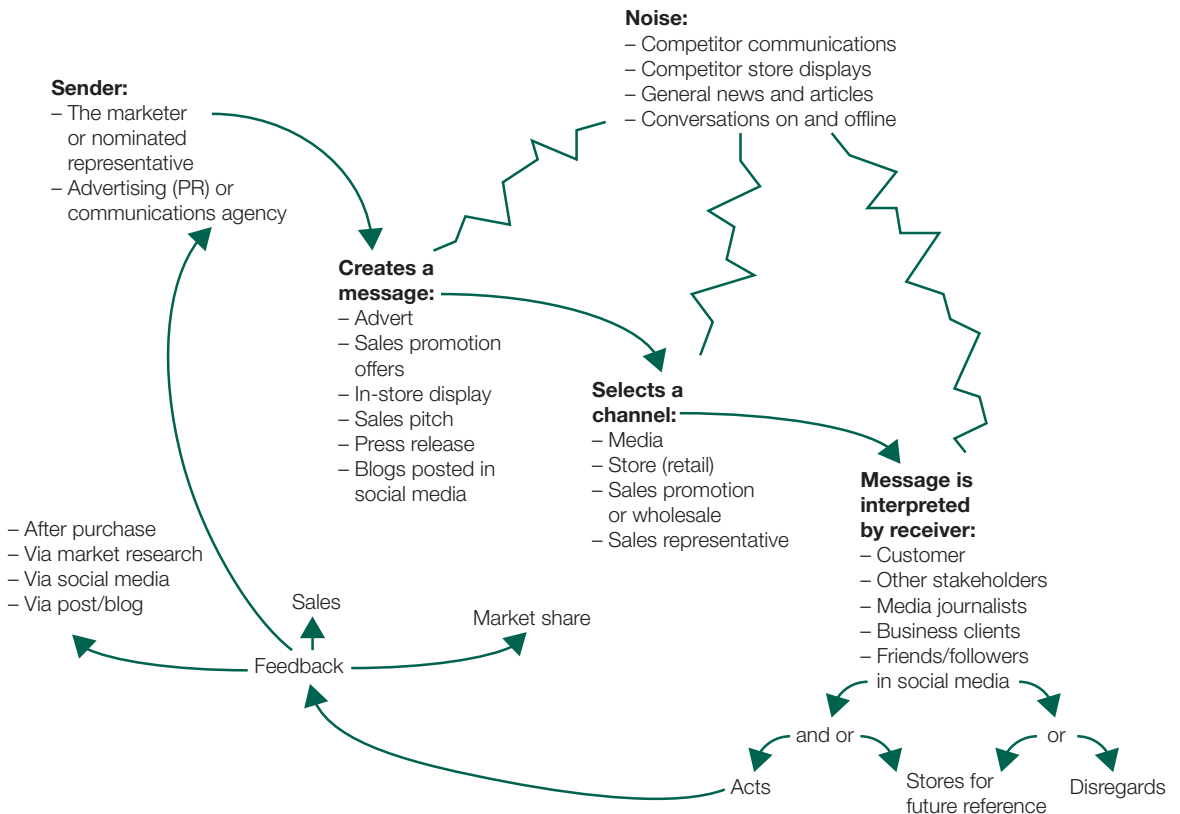 Noise:
– Competitor communications
– Competitor store displays
– General news and articles
– Conversations on and offline
Sender:
– The marketer
or nominated
representative
– Advertising (PR) or
communications agency
Creates a
message:
– Advert
– Sales promotion
offers
– In-store display
– Sales pitch
– Press release
– Blogs posted in
social media
Selects a
channel:
– Media
– Store (retail)
– Sales promotion
or wholesale
– Sales representative
Message is
interpreted
by receiver:
– Customer
– Other stakeholders
– Media journalists
– Business clients
– Friends/followers
in social media
– After purchase
– Via market research
– Via social media
– Via post/blog
Sales
Market share
Feedback
and or
or
Acts
Stores for
future reference
Disregards